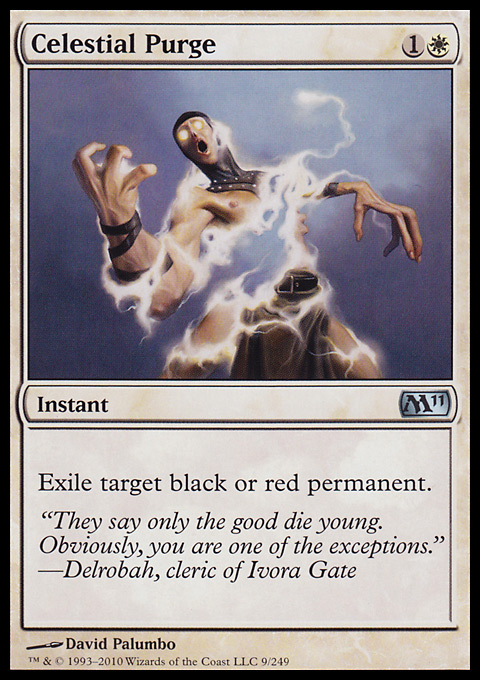 Celestial Purge 1
Instant M11
Exile target black or red permanent.
“They say only the good die young.
Obviously, you are one of the exceptions.”
—Delrobah, cleric of Ivora Gate
David Palumbo
™ & © 1993–2010 Wizards of the Coast LLC 9/249